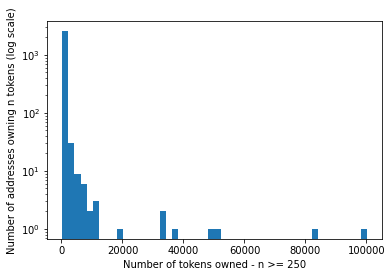 Number of addresses owning n tokens (log scale)
10³
10²
10¹
10⁰
0 20000 40000 60000 80000 100000
Number of tokens owned - n >= 250